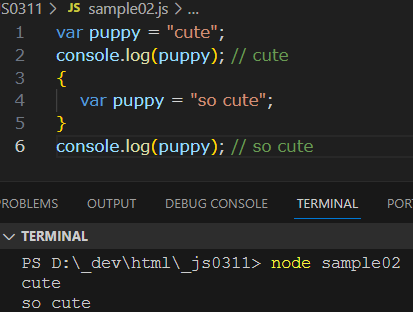 S0311 > JS sample02.js > ...
1 var puppy = "cute";
2 console.log(puppy); // cute
3 {
4 var puppy = "so cute";
5 }
6 console.log(puppy); // so cute
PROBLEMS OUTPUT DEBUG CONSOLE TERMINAL POR
TERMINAL
PS D:\_dev\html\_js0311> node sample02
cute
so cute